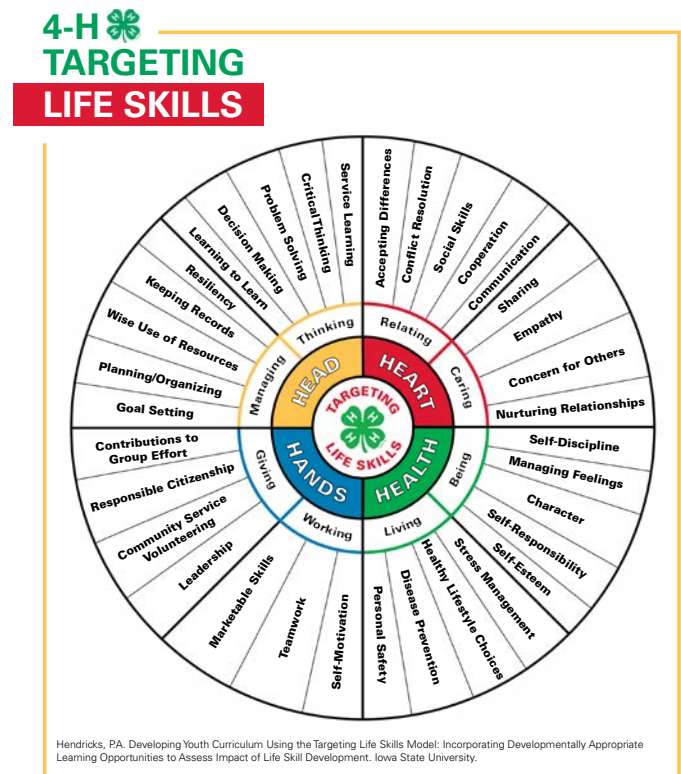 4-H
TARGETING
LIFE SKILLS
Learning to Learn
Decision Making
Problem Solving
Critical Thinking
Service Learning
Accepting Differences
Conflict Resolution
Social Skills
Cooperation
Communication
Sharing
Empathy
Concern for Others
Nurturing Relationships
Self-Discipline
Managing Feelings
Character
Self-Responsibility
Self-Esteem
Stress Management
Healthy Lifestyle Choices
Disease Prevention
Personal Safety
Self-Motivation
Teamwork
Marketable Skills
Leadership
Community Service
Volunteering
Responsible Citizenship
Contributions to
Group Effort
Goal Setting
Planning/Organizing
Wise Use of Resources
Keeping Records
Resiliency
Thinking
Relating
Caring
Being
Living
Working
Giving
Managing
HEAD
HEART
HEALTH
HANDS
TARGETING
H H
H H
LIFE SKILLS
Hendricks, P.A. Developing Youth Curriculum Using the Targeting Life Skills Model: Incorporating Developmentally Appropriate
Learning Opportunities to Assess Impact of Life Skill Development. Iowa State University.